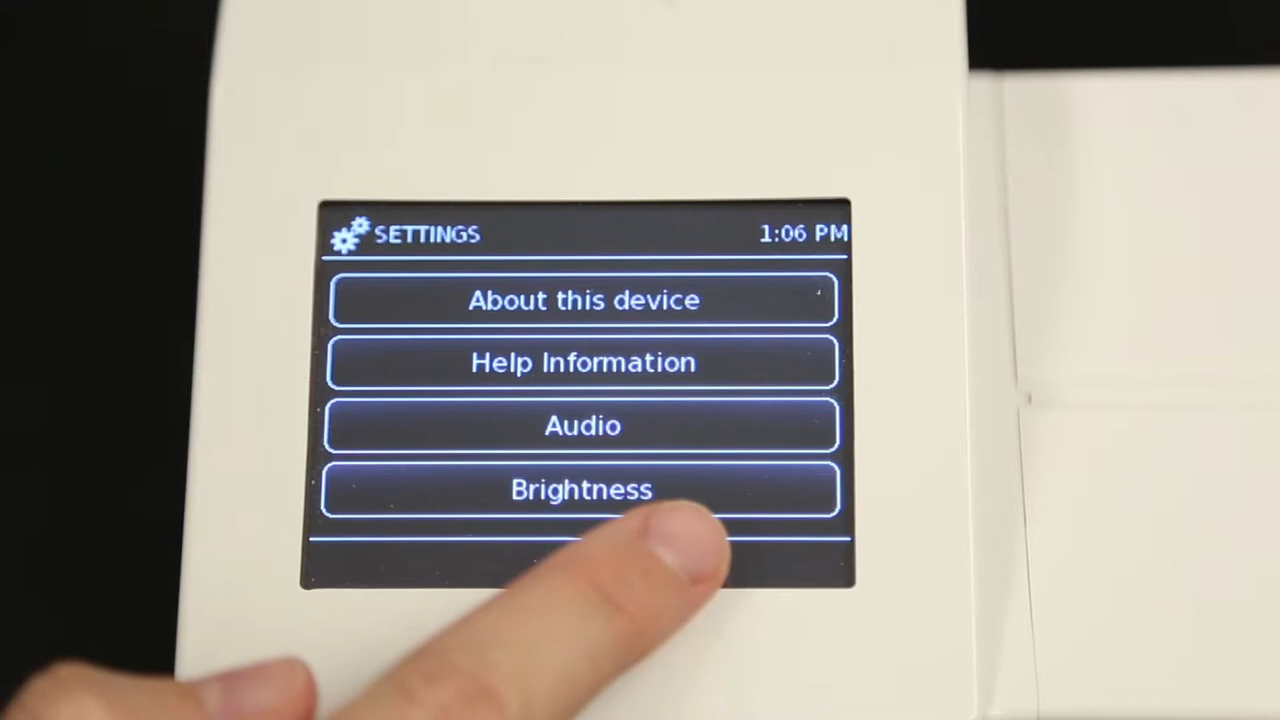 SETTINGS 1:06 PM
About this device
Help Information
Audio
Brightness